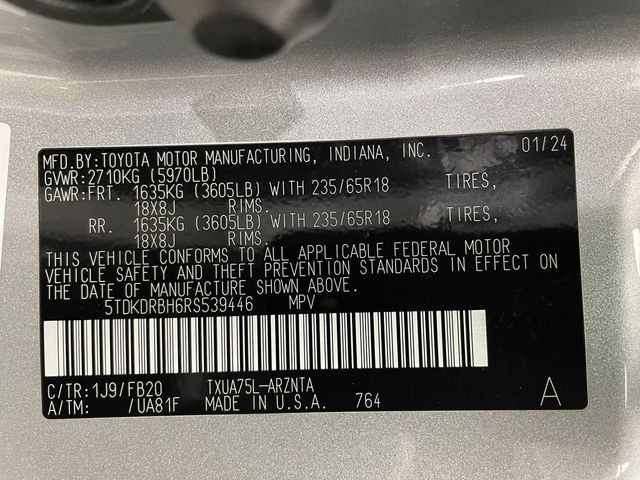 MFD.BY:TOYOTA MOTOR MANUFACTURING, INDIANA, INC. 01/24
GVWR:2710KG (5970LB)
GAWR:FRT. 1635KG (3605LB) WITH 235/65R18 TIRES,
18X8J RIMS.
RR. 1635KG (3605LB) WITH 235/65R18 TIRES,
18X8J RIMS.
THIS VEHICLE CONFORMS TO ALL APPLICABLE FEDERAL MOTOR
VEHICLE SAFETY AND THEFT PREVENTION STANDARDS IN EFFECT ON
THE DATE OF MANUFACTURE SHOWN ABOVE.
5TDKDRBH6RS539446 MPV
C/TR:1J9/FB20 TXUA75L-ARZNTA
A/TM: /UA81F MADE IN U.S.A. 764 A